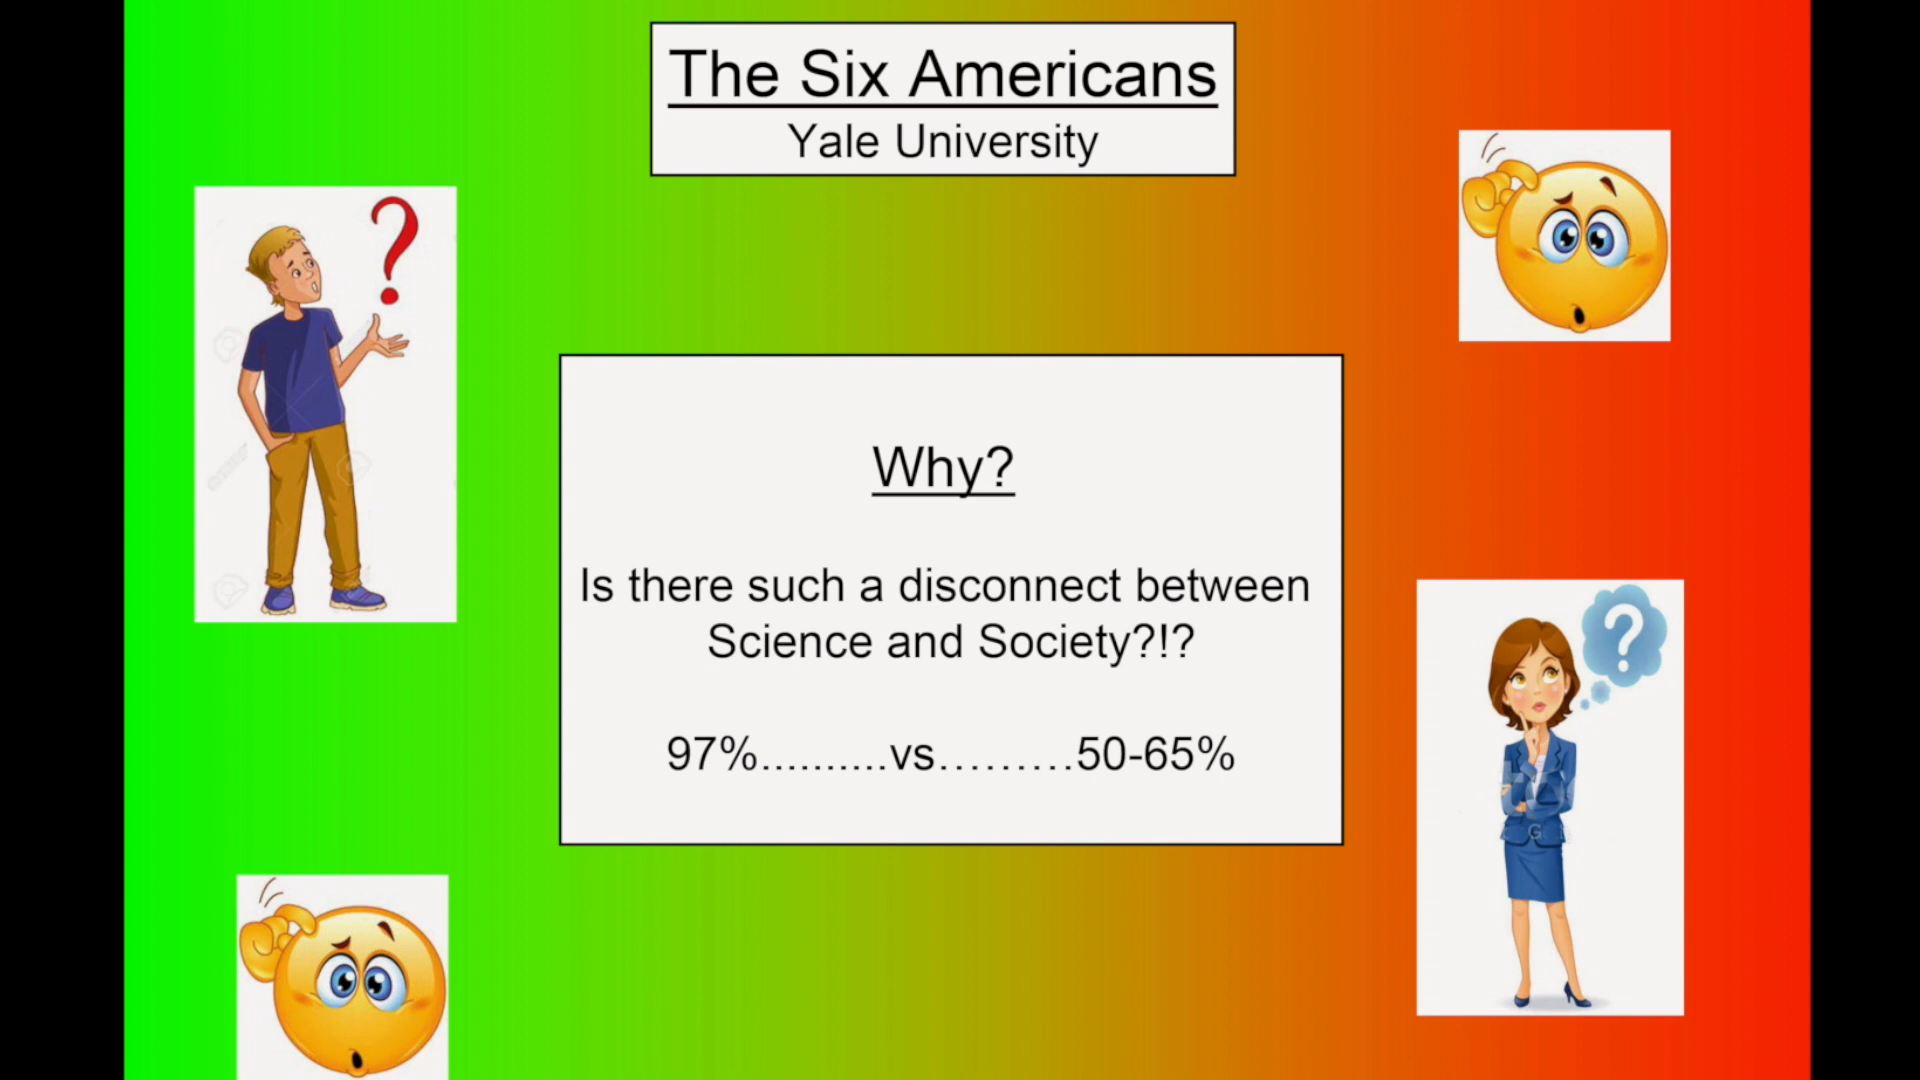 The Six Americans
Yale University
?
Why?
Is there such a disconnect between
Science and Society?!?
97%..........vs.........50-65%
?